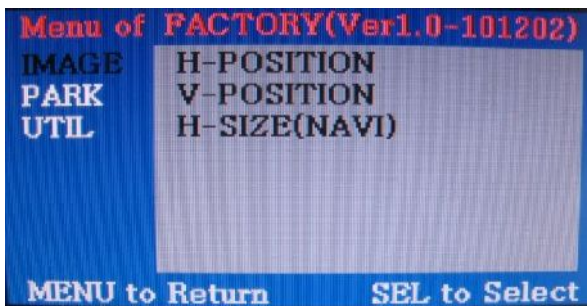 Menu of FACTORY(Ver1.0-101202)
IMAGE H-POSITION
PARK V-POSITION
UTIL H-SIZE(NAVI)
MENU to Return SEL to Select